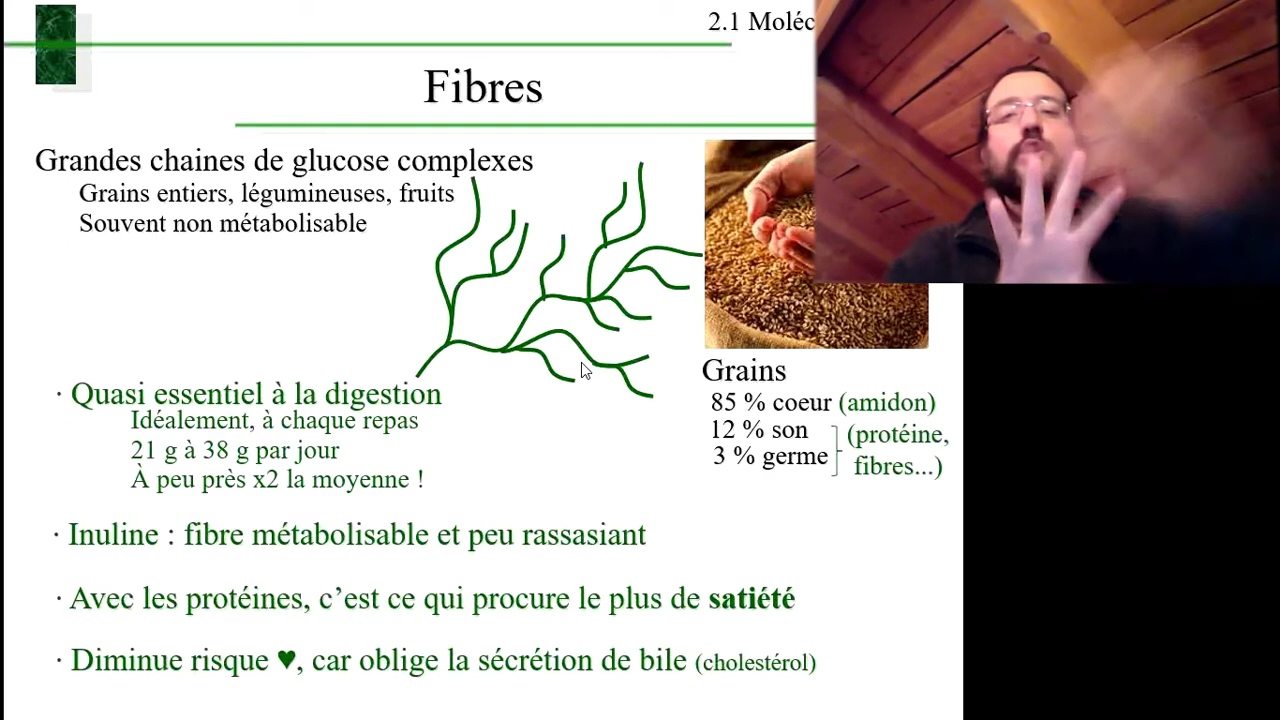 2.1 Moléc
Fibres
Grandes chaines de glucose complexes
Grains entiers, légumineuses, fruits
Souvent non métabolisable
· Quasi essentiel à la digestion
Idéalement, à chaque repas
21 g à 38 g par jour
À peu près x2 la moyenne !
· Inuline : fibre métabolisable et peu rassasiant
· Avec les protéines, c’est ce qui procure le plus de satiété
· Diminue risque ♥, car oblige la sécrétion de bile (cholestérol)
Grains
85 % coeur (amidon)
12 % son (protéine,
3 % germe fibres...)